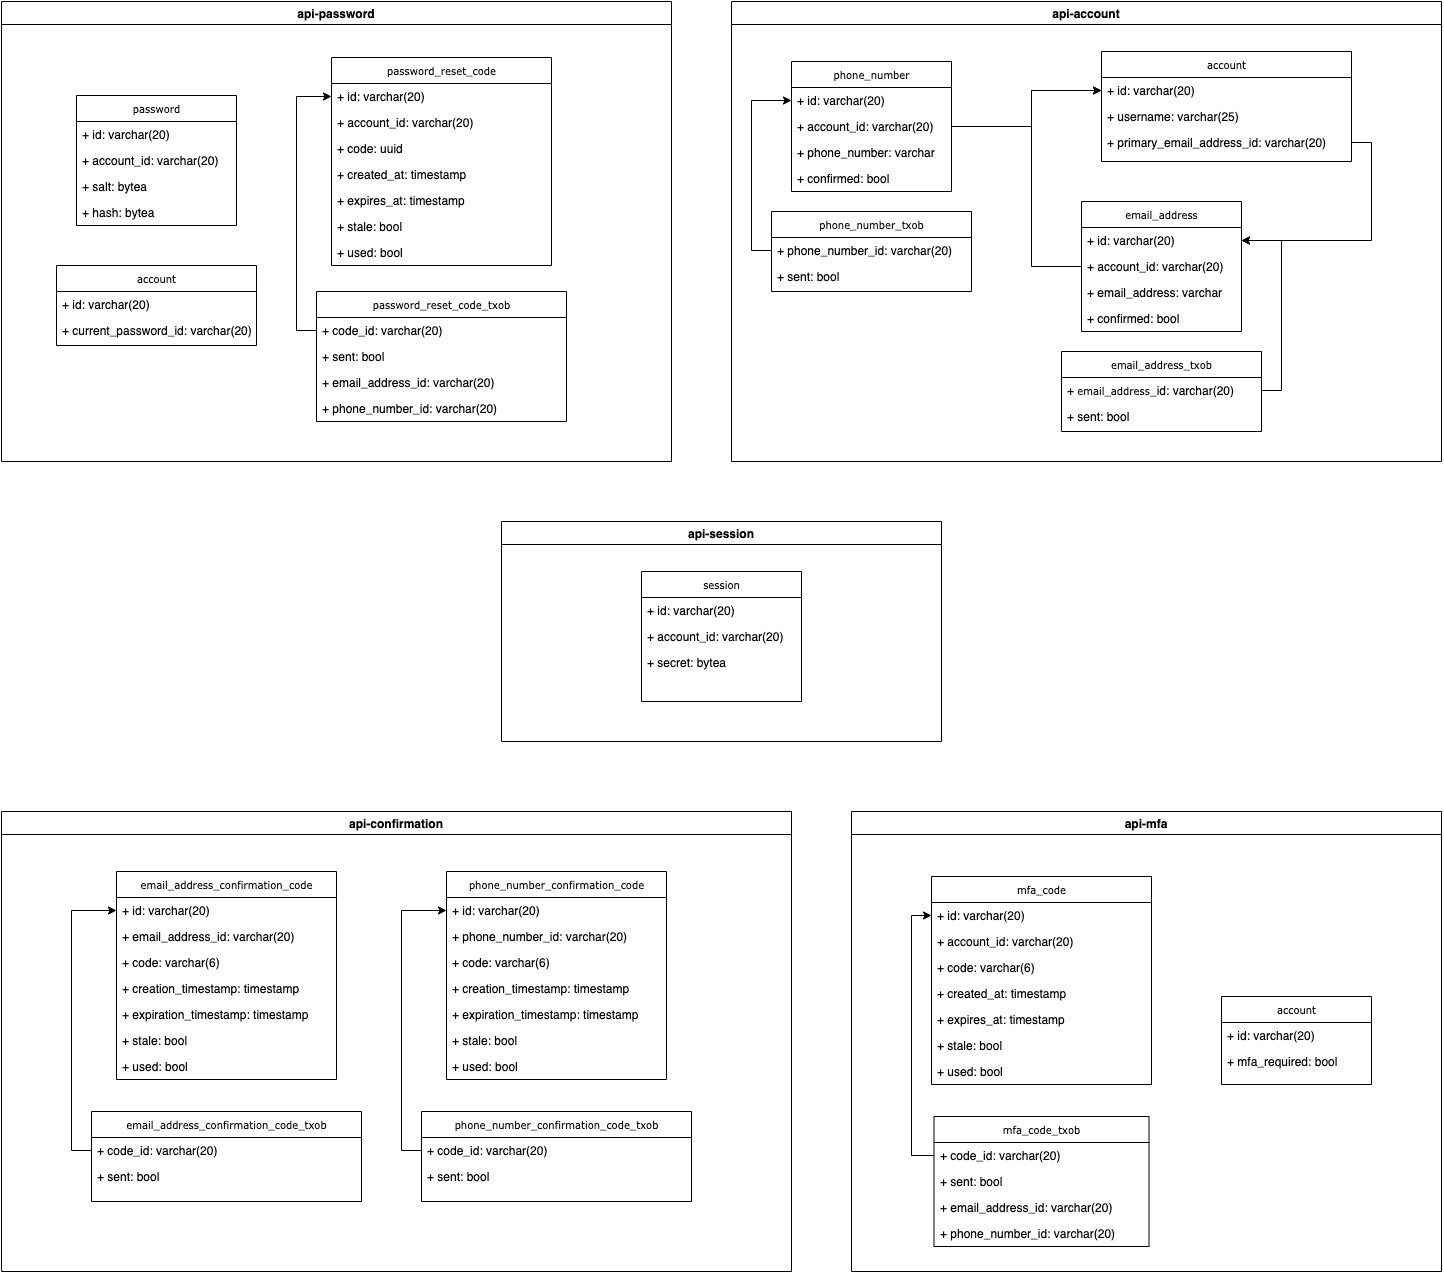 api-password
password
+ id: varchar(20)
+ account_id: varchar(20)
+ salt: bytea
+ hash: bytea
account
+ id: varchar(20)
+ current_password_id: varchar(20)
password_reset_code
+ id: varchar(20)
+ account_id: varchar(20)
+ code: uuid
+ created_at: timestamp
+ expires_at: timestamp
+ stale: bool
+ used: bool
password_reset_code_txob
+ code_id: varchar(20)
+ sent: bool
+ email_address_id: varchar(20)
+ phone_number_id: varchar(20)
api-account
phone_number
+ id: varchar(20)
+ account_id: varchar(20)
+ phone_number: varchar
+ confirmed: bool
phone_number_txob
+ phone_number_id: varchar(20)
+ sent: bool
account
+ id: varchar(20)
+ username: varchar(25)
+ primary_email_address_id: varchar(20)
email_address
+ id: varchar(20)
+ account_id: varchar(20)
+ email_address: varchar
+ confirmed: bool
email_address_txob
+ email_address_id: varchar(20)
+ sent: bool
api-session
session
+ id: varchar(20)
+ account_id: varchar(20)
+ secret: bytea
api-confirmation
email_address_confirmation_code
+ id: varchar(20)
+ email_address_id: varchar(20)
+ code: varchar(6)
+ creation_timestamp: timestamp
+ expiration_timestamp: timestamp
+ stale: bool
+ used: bool
email_address_confirmation_code_txob
+ code_id: varchar(20)
+ sent: bool
phone_number_confirmation_code
+ id: varchar(20)
+ phone_number_id: varchar(20)
+ code: varchar(6)
+ creation_timestamp: timestamp
+ expiration_timestamp: timestamp
+ stale: bool
+ used: bool
phone_number_confirmation_code_txob
+ code_id: varchar(20)
+ sent: bool
api-mfa
mfa_code
+ id: varchar(20)
+ account_id: varchar(20)
+ code: varchar(6)
+ created_at: timestamp
+ expires_at: timestamp
+ stale: bool
+ used: bool
mfa_code_txob
+ code_id: varchar(20)
+ sent: bool
+ email_address_id: varchar(20)
+ phone_number_id: varchar(20)
account
+ id: varchar(20)
+ mfa_required: bool